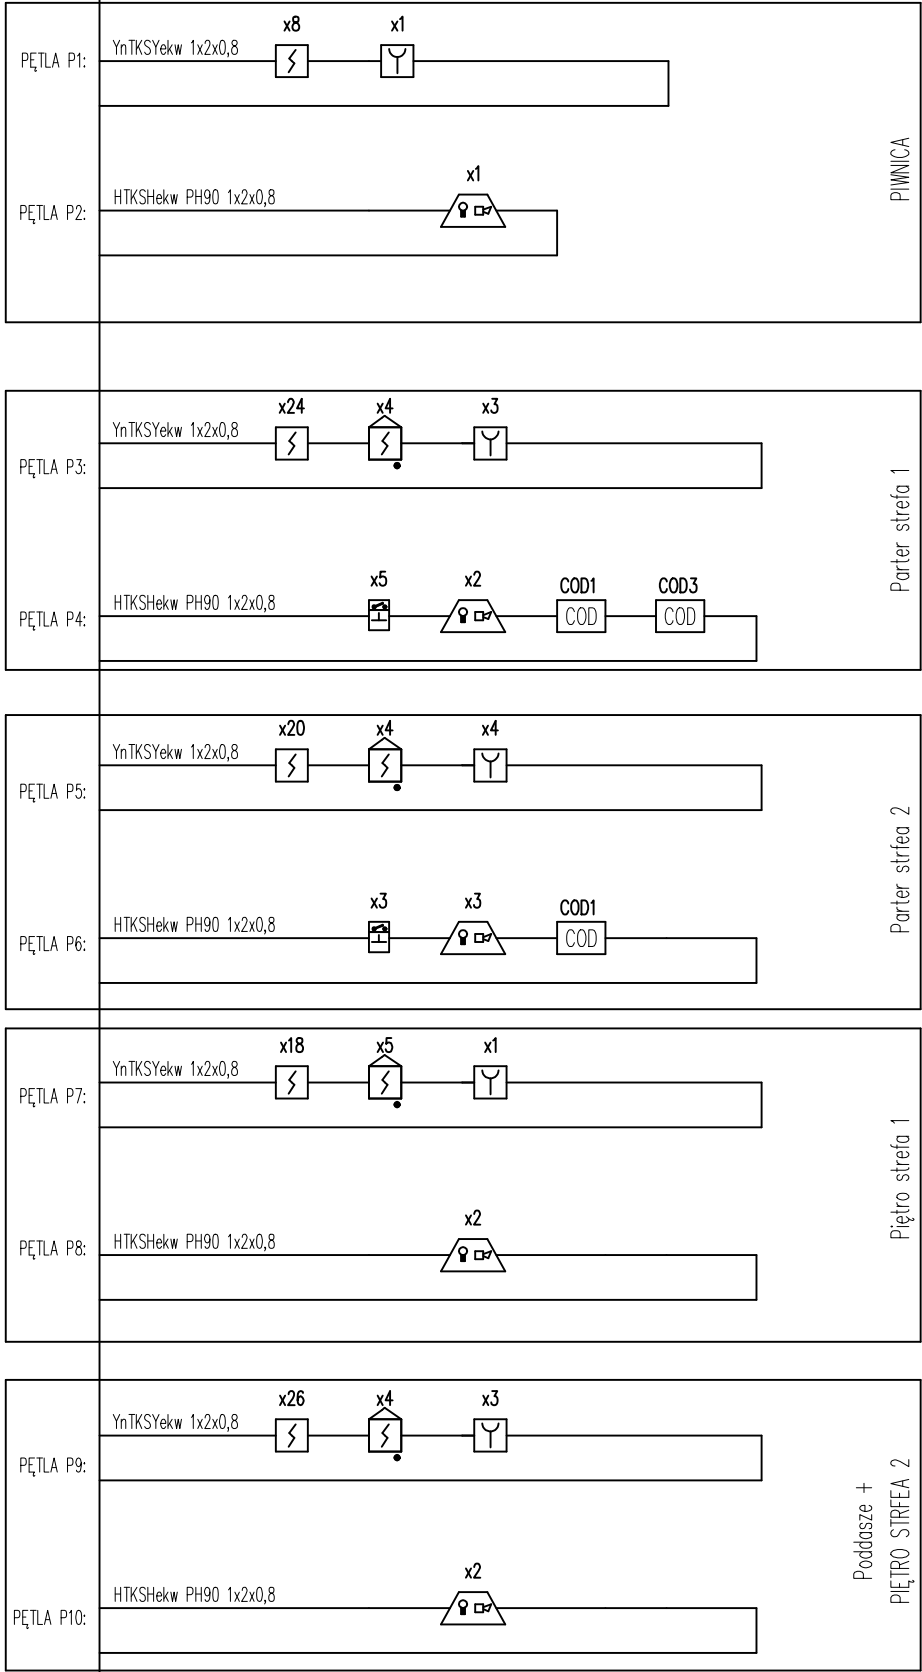 x8 x1
YnTKSYekw 1x2x0,8
PĘTLA P1:
x1
HTKSHekw PH90 1x2x0,8
PĘTLA P2:
PIWNICA
x24 x4 x3
YnTKSYekw 1x2x0,8
PĘTLA P3:
x5 x2 COD1 COD3
HTKSHekw PH90 1x2x0,8
COD COD
PĘTLA P4:
Parter strefa 1
x20 x4 x4
YnTKSYekw 1x2x0,8
PĘTLA P5:
x3 x3 COD1
HTKSHekw PH90 1x2x0,8
COD
PĘTLA P6:
Parter strfea 2
x18 x5 x1
YnTKSYekw 1x2x0,8
PĘTLA P7:
x2
HTKSHekw PH90 1x2x0,8
PĘTLA P8:
Piętro strefa 1
x26 x4 x3
YnTKSYekw 1x2x0,8
PĘTLA P9:
x2
HTKSHekw PH90 1x2x0,8
PĘTLA P10:
Poddasze +
PIĘTRO STRFEA 2